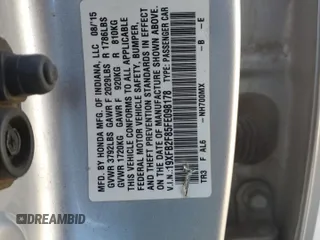 MFD. BY HONDA MFG. OF INDIANA, LLC 08/15
GVWR 3792LBS GAWR F 2029LBS R 1786LBS
GVWR 1720KG GAWR F 920KG R 810KG
THIS VEHICLE CONFORMS TO ALL APPLICABLE
FEDERAL MOTOR VEHICLE SAFETY, BUMPER,
AND THEFT PREVENTION STANDARDS IN EFFECT
ON THE DATE OF MANUFACTURE SHOWN ABOVE.
V.I.N.: 19XFB2F85FE098178 TYPE: PASSENGER CAR
TR3 F AL6 - NH700MX - B - E